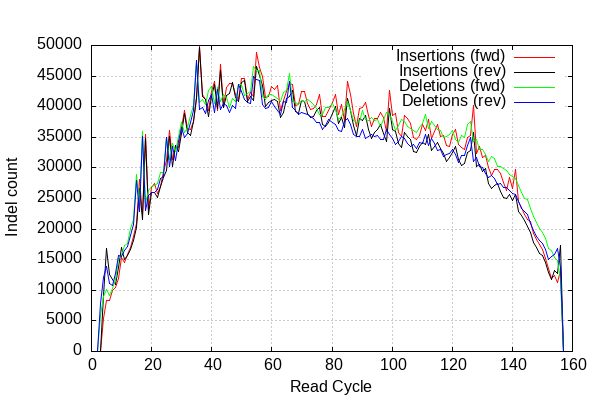 50000
45000
40000
35000
30000
25000
20000
15000
10000
5000
0
Indel count
Insertions (fwd)
Insertions (rev)
Deletions (fwd)
Deletions (rev)
0 20 40 60 80 100 120 140 160
Read Cycle